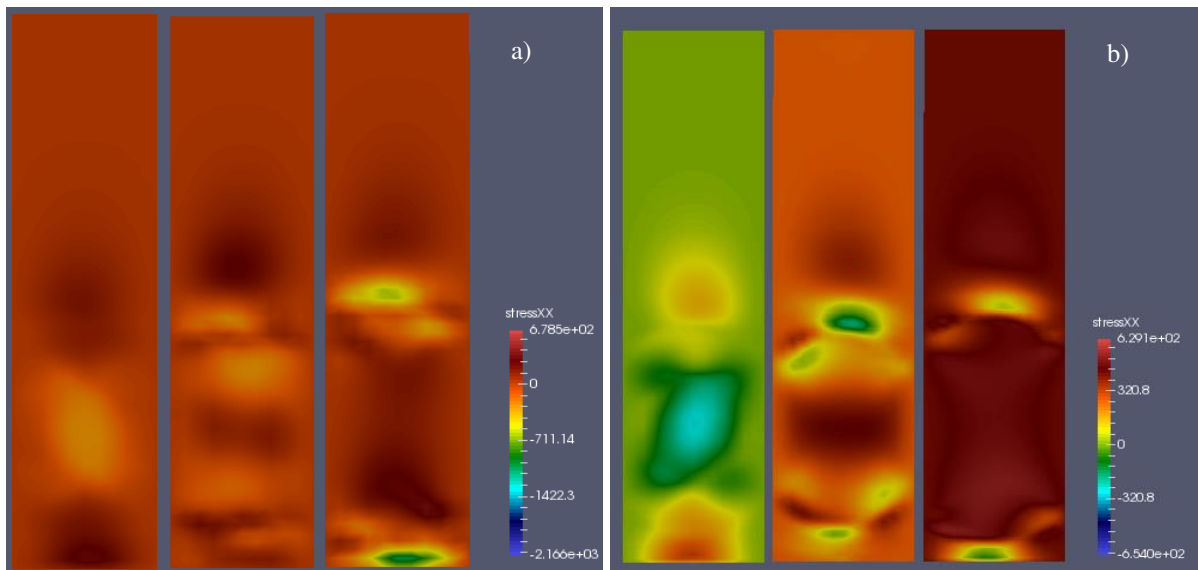 a)
stressXX
6.785e+02
0
-711.14
-1422.3
-2.166e+03
b)
stressXX
6.291e+02
320.8
0
-320.8
-6.540e+02